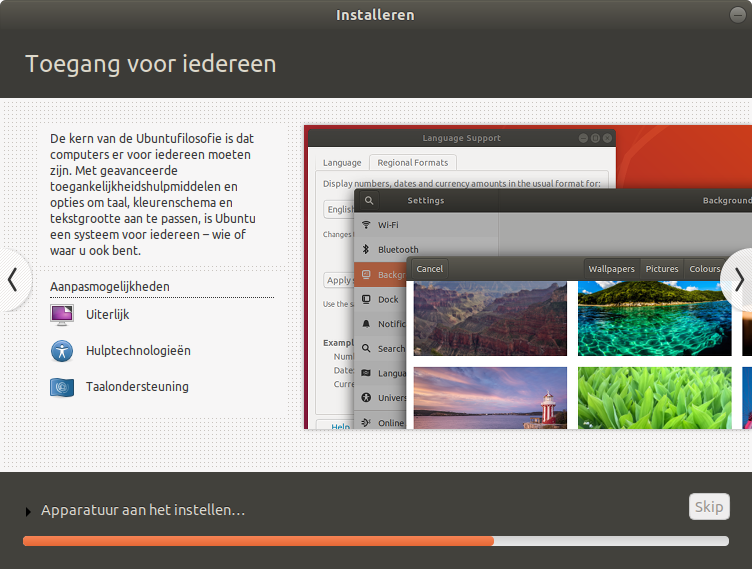 Installeren
Toegang voor iedereen
De kern van de Ubuntufilosofie is dat
computers er voor iedereen moeten
zijn. Met geavanceerde
toegankelijkheidshulpmiddelen en
opties om taal, kleurenschema en
tekstgrootte aan te passen, is Ubuntu
een systeem voor iedereen – wie of
waar u ook bent.
Aanpasmogelijkheden
Uiterlijk
Hulptechnologieën
Taalondersteuning
Language Support
Language Regional Formats
Display numbers, dates and currency amounts in the usual format for:
English
Changes
Apply
Use the sa
Example
Num
Date
Curre
Help
Settings
Background
Wi-Fi
Bluetooth
Backg
Dock
Notific
Search
Langua
Univers
Online
Cancel
Wallpapers Pictures Colours
Apparatuur aan het instellen...
Skip